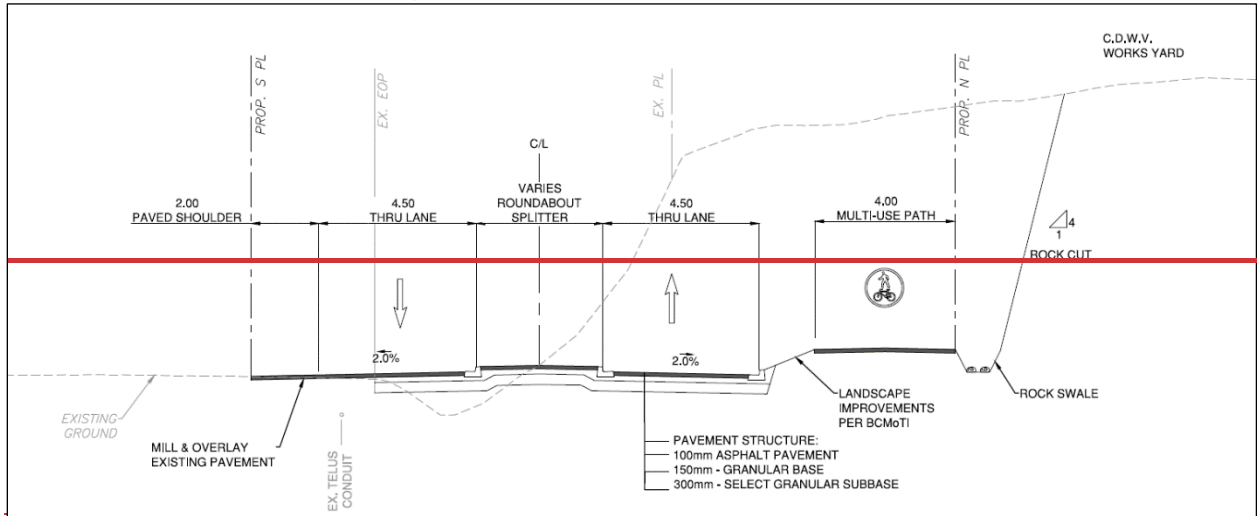 C.D.W.V.
WORKS YARD
PROP. S PL
EX. EOP
EX. PL
PROP. N PL
C/L
2.00
PAVED SHOULDER
4.50
THRU LANE
VARIES
ROUNDABOUT
SPLITTER
4.50
THRU LANE
4.00
MULTI-USE PATH
4
1
ROCK CUT
2.0%
2.0%
EXISTING
GROUND
MILL & OVERLAY
EXISTING PAVEMENT
EX. TELUS
CONDUIT
LANDSCAPE
IMPROVEMENTS
PER BCMoTI
ROCK SWALE
PAVEMENT STRUCTURE:
100mm ASPHALT PAVEMENT
150mm - GRANULAR BASE
300mm - SELECT GRANULAR SUBBASE